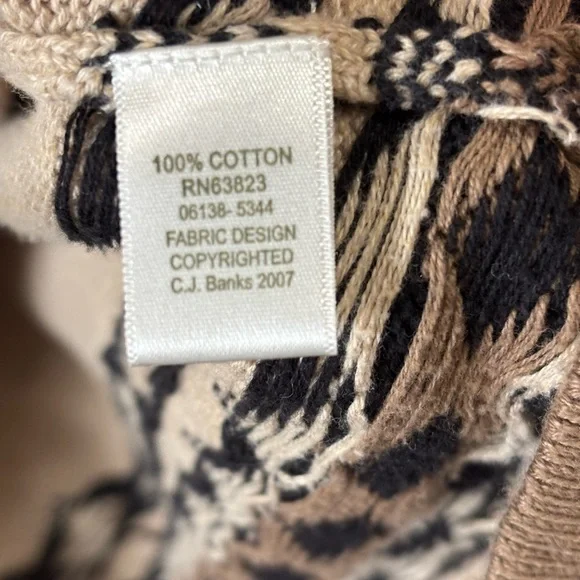 100% COTTON
RN63823
06138- 5344
FABRIC DESIGN
COPYRIGHTED
C.J. Banks 2007